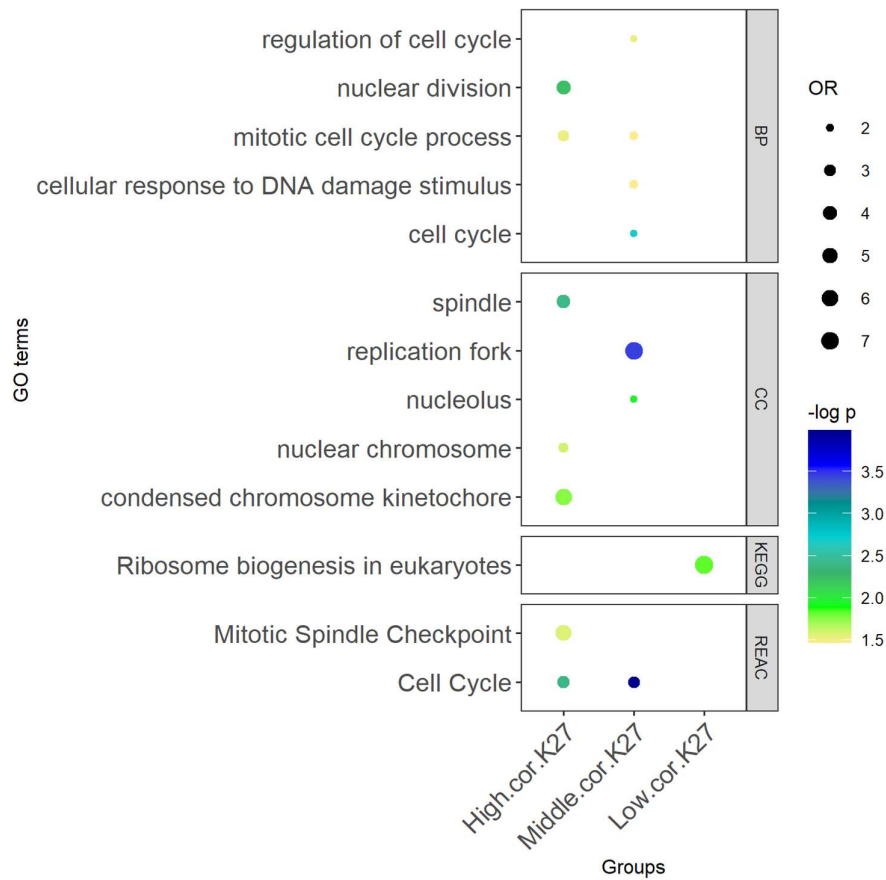 regulation of cell cycle
nuclear division
mitotic cell cycle process
cellular response to DNA damage stimulus
cell cycle
BP
spindle
replication fork
nucleolus
nuclear chromosome
condensed chromosome kinetochore
CC
Ribosome biogenesis in eukaryotes
KEGG
Mitotic Spindle Checkpoint
Cell Cycle
REAC
GO terms
High.cor.K27
Middle.cor.K27
Low.cor.K27
Groups
OR
2
3
4
5
6
7
-log p
3.5
3.0
2.5
2.0
1.5